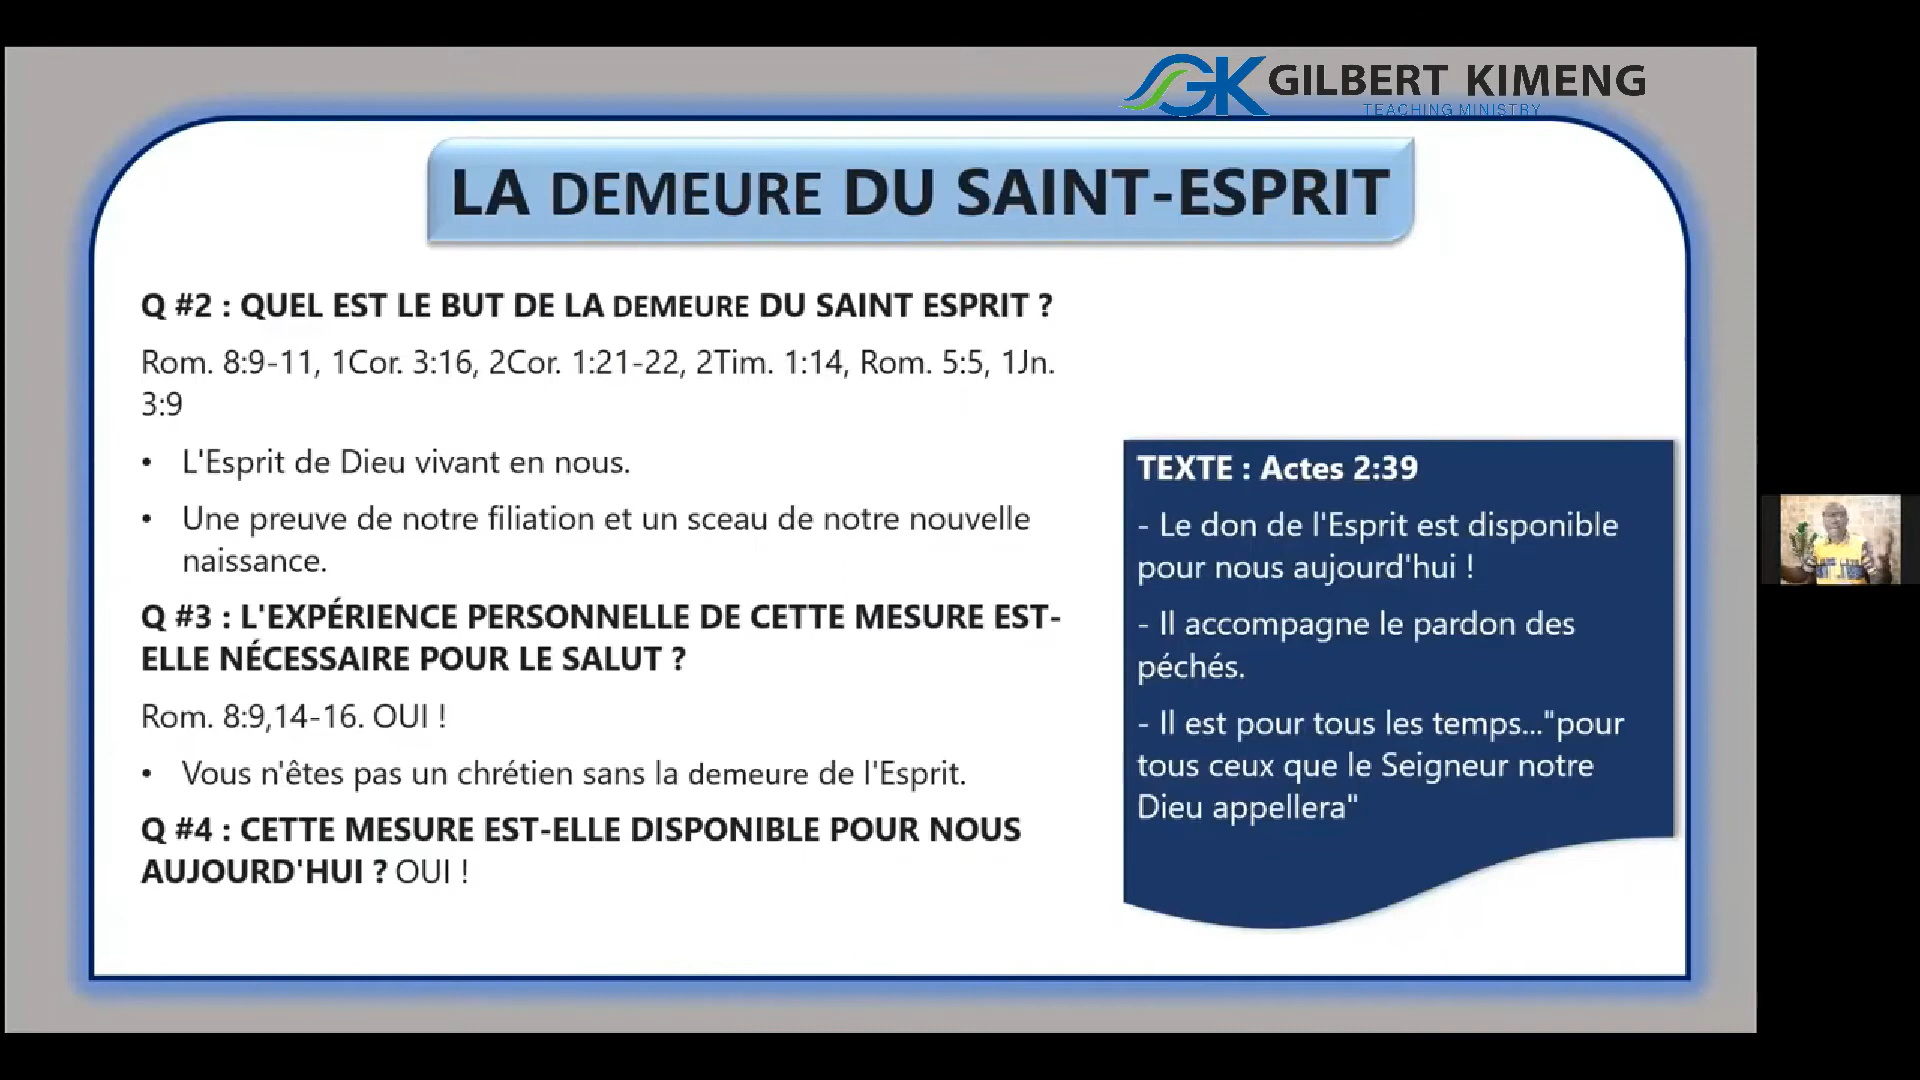 GK GILBERT KIMENG
TEACHING MINISTRY
LA DEMEURE DU SAINT-ESPRIT
Q #2 : QUEL EST LE BUT DE LA DEMEURE DU SAINT ESPRIT ?
Rom. 8:9-11, 1Cor. 3:16, 2Cor. 1:21-22, 2Tim. 1:14, Rom. 5:5, 1Jn.
3:9
• L'Esprit de Dieu vivant en nous.
• Une preuve de notre filiation et un sceau de notre nouvelle
naissance.
Q #3 : L'EXPÉRIENCE PERSONNELLE DE CETTE MESURE EST-
ELLE NÉCESSAIRE POUR LE SALUT ?
Rom. 8:9,14-16. OUI !
• Vous n'êtes pas un chrétien sans la demeure de l'Esprit.
Q #4 : CETTE MESURE EST-ELLE DISPONIBLE POUR NOUS
AUJOURD'HUI ? OUI !
TEXTE : Actes 2:39
- Le don de l'Esprit est disponible
pour nous aujourd'hui !
- Il accompagne le pardon des
péchés.
- Il est pour tous les temps..."pour
tous ceux que le Seigneur notre
Dieu appellera"